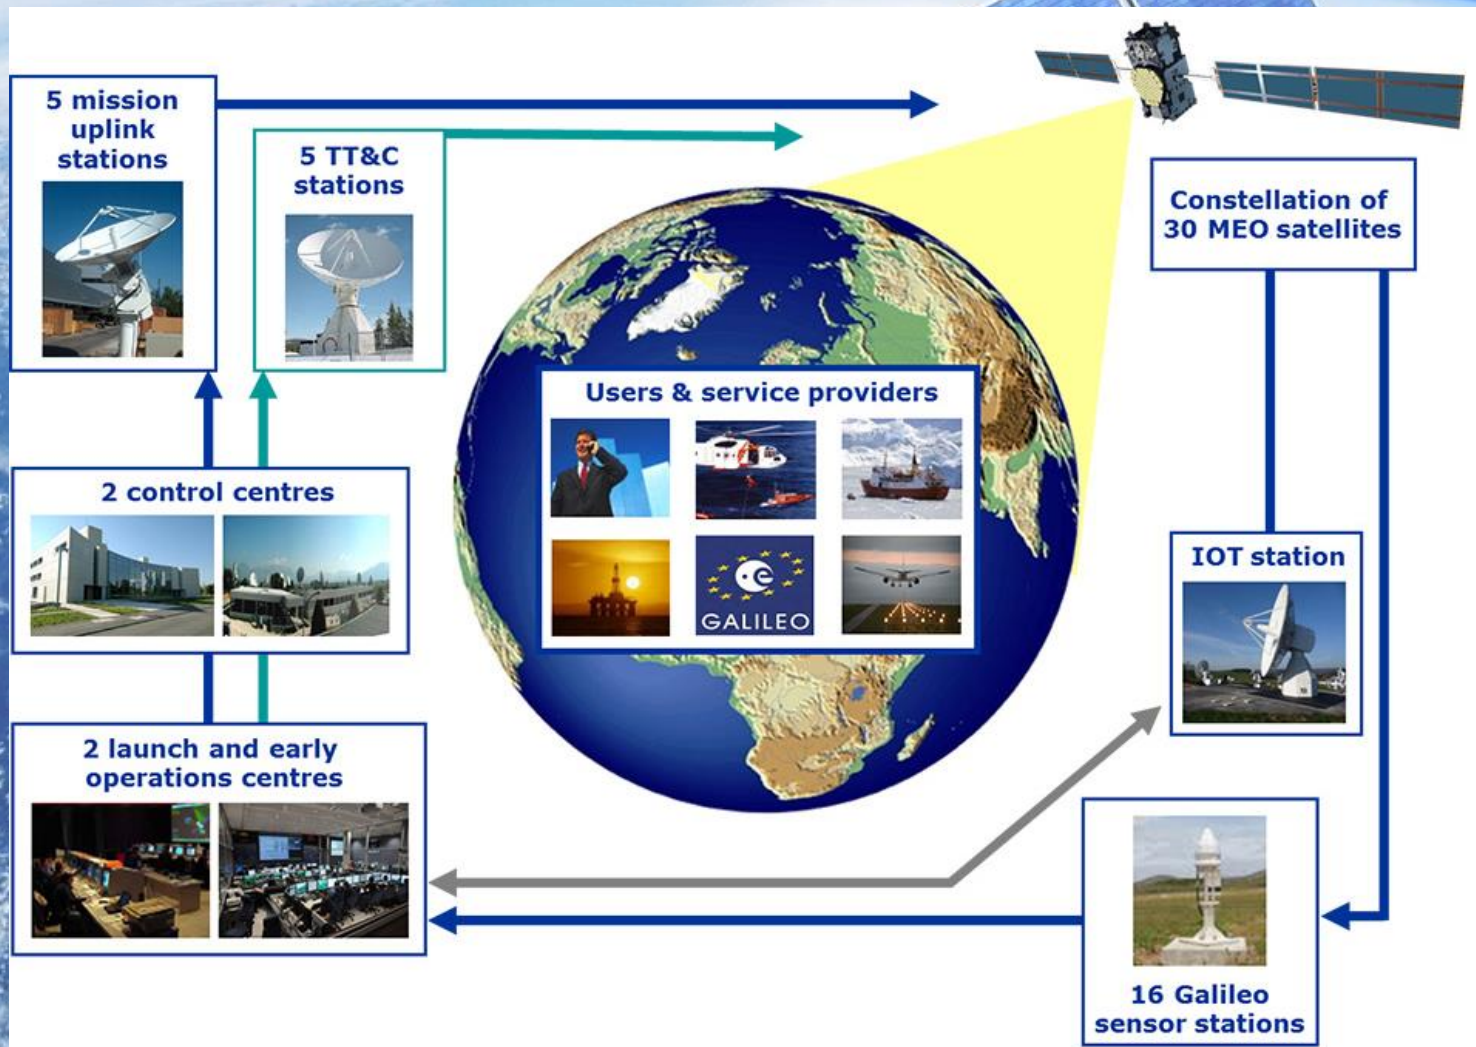 5 mission
uplink
stations
5 TT&C
stations
Constellation of
30 MEO satellites
Users & service providers
GALILEO
2 control centres
IOT station
2 launch and early
operations centres
16 Galileo
sensor stations